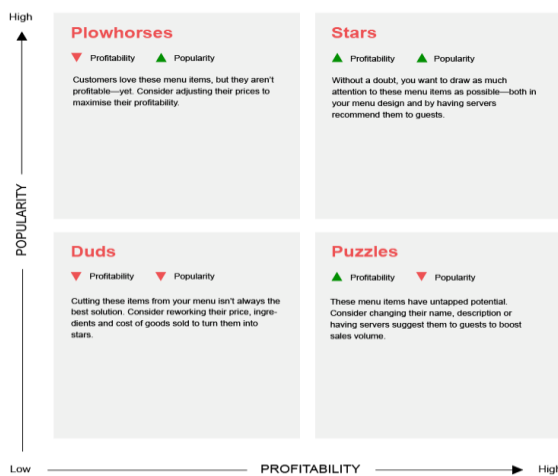 High
Plowhorses
Profitability Popularity
Customers love these menu items, but they aren't
profitable—yet. Consider adjusting their prices to
maximise their profitability.
Stars
Profitability Popularity
Without a doubt, you want to draw as much
attention to these menu items as possible—both in
your menu design and by having servers
recommend them to guests.
POPULARITY
Duds
Profitability Popularity
Cutting these items from your menu isn't always the
best solution. Consider reworking their price, ingre-
dients and cost of goods sold to turn them into
stars.
Puzzles
Profitability Popularity
These menu items have untapped potential.
Consider changing their name, description or
having servers suggest them to guests to boost
sales volume.
Low PROFITABILITY High